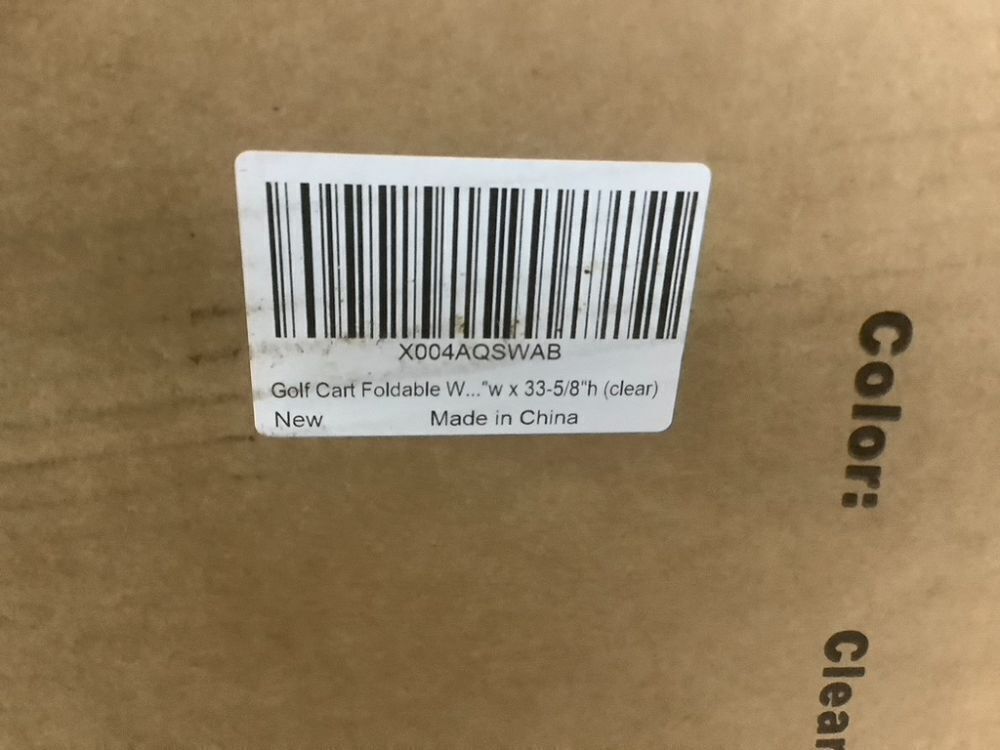 X004AQSWAB
Golf Cart Foldable W..."w x 33-5/8"h (clear)
New Made in China
Color:
Clear